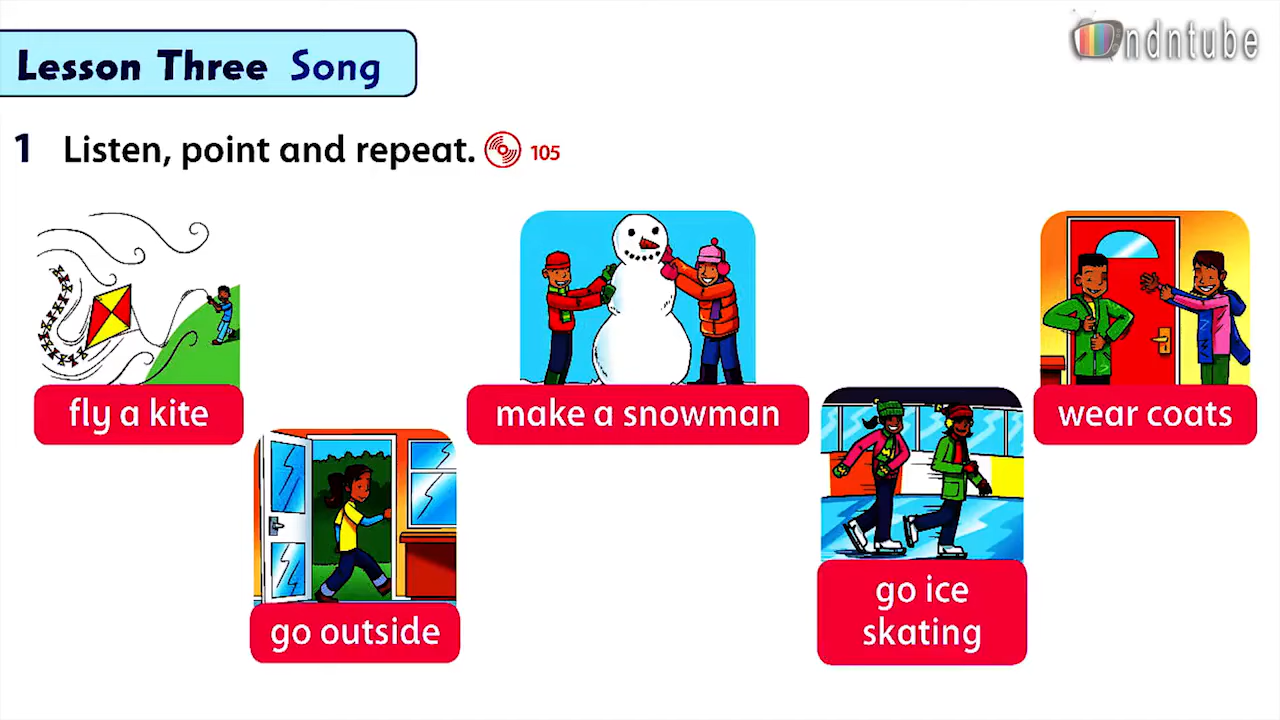 ndntube
Lesson Three Song
1 Listen, point and repeat. 105
fly a kite
go outside
make a snowman
go ice
skating
wear coats